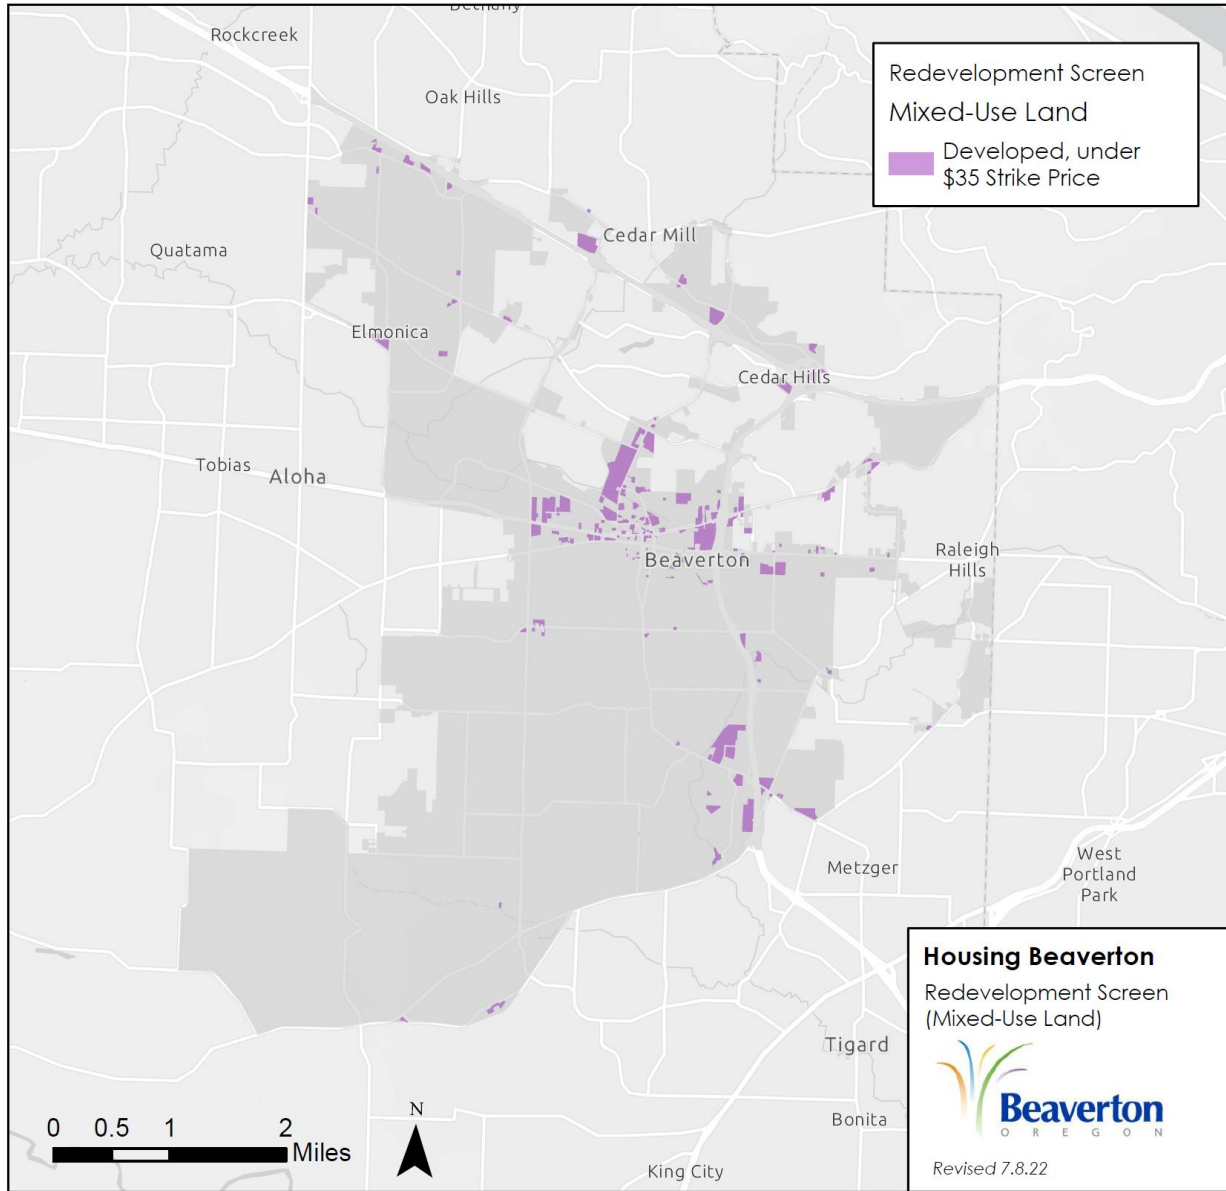 Bethany
Rockcreek
Oak Hills
Redevelopment Screen
Mixed-Use Land
Developed, under
$35 Strike Price
Cedar Mill
Quatama
Elmonica
Cedar Hills
Tobias
Aloha
Beaverton
Raleigh
Hills
Metzger
West
Portland
Park
Housing Beaverton
Redevelopment Screen
(Mixed-Use Land)
Tigard
Beaverton
OREGON
Bonita
Revised 7.8.22
King City
N
0 0.5 1 2
Miles